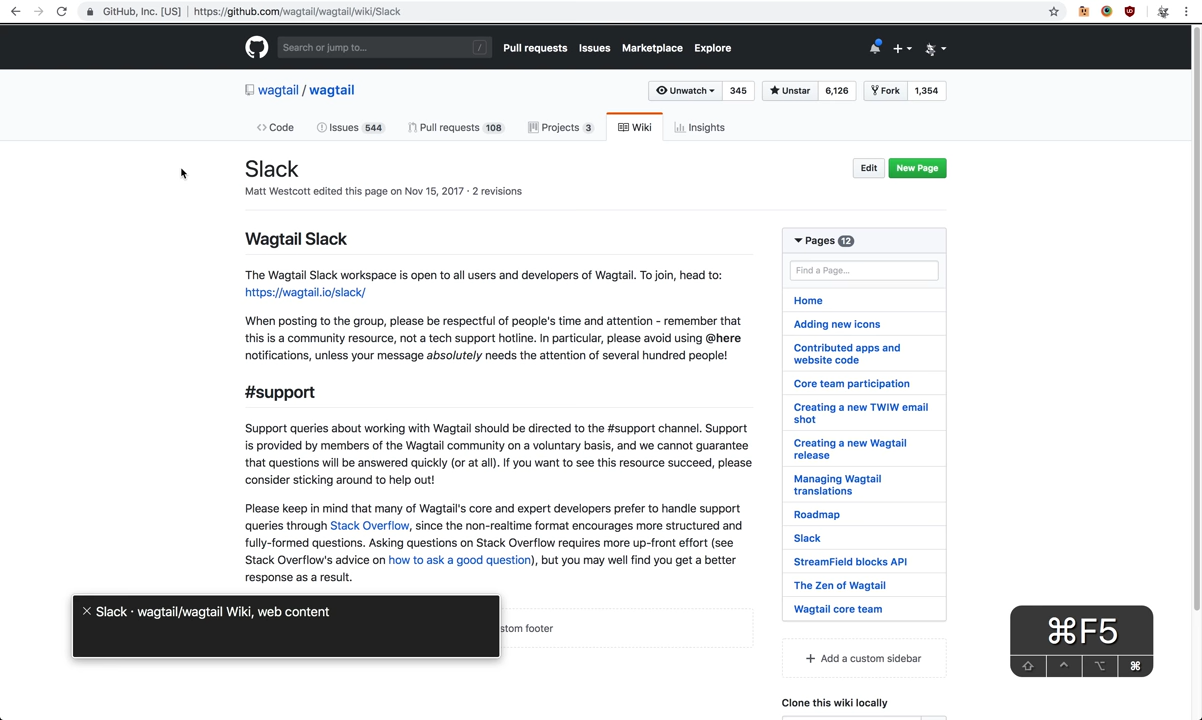 GitHub, Inc. [US] | https://github.com/wagtail/wagtail/wiki/Slack
Search or jump to... /
Pull requests Issues Marketplace Explore
wagtail / wagtail
Unwatch 345 Unstar 6,126 Fork 1,354
Code Issues 544 Pull requests 108 Projects 3 Wiki Insights
Slack
Edit New Page
Matt Westcott edited this page on Nov 15, 2017 · 2 revisions
Wagtail Slack
The Wagtail Slack workspace is open to all users and developers of Wagtail. To join, head to:
https://wagtail.io/slack/
When posting to the group, please be respectful of people's time and attention - remember that
this is a community resource, not a tech support hotline. In particular, please avoid using @here
notifications, unless your message absolutely needs the attention of several hundred people!
#support
Support queries about working with Wagtail should be directed to the #support channel. Support
is provided by members of the Wagtail community on a voluntary basis, and we cannot guarantee
that questions will be answered quickly (or at all). If you want to see this resource succeed, please
consider sticking around to help out!
Please keep in mind that many of Wagtail's core and expert developers prefer to handle support
queries through Stack Overflow, since the non-realtime format encourages more structured and
fully-formed questions. Asking questions on Stack Overflow requires more up-front effort (see
Stack Overflow's advice on how to ask a good question), but you may well find you get a better
response as a result.
stom footer
Pages 12
Find a Page...
Home
Adding new icons
Contributed apps and
website code
Core team participation
Creating a new TWIW email
shot
Creating a new Wagtail
release
Managing Wagtail
translations
Roadmap
Slack
StreamField blocks API
The Zen of Wagtail
Wagtail core team
+ Add a custom sidebar
Clone this wiki locally
× Slack · wagtail/wagtail Wiki, web content
⌘F5
⇧ ⌃ ⌥ ⌘